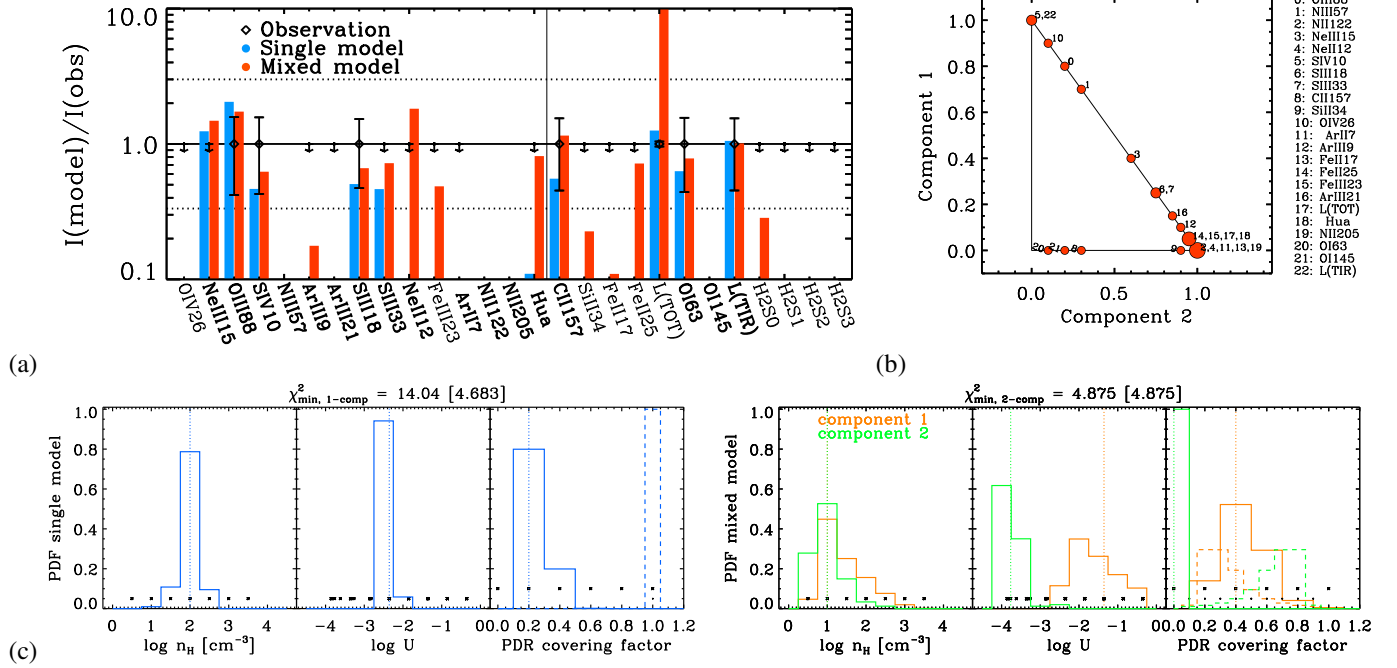 10.0
1.0
0.1
I(model)/I(obs)
Observation
Single model
Mixed model
OIV26
NeIII15
OIII88
SIV10
NIII57
ArIII9
ArIII21
SIII18
SIII33
NeII12
FeIII23
ArII7
NII122
NII205
Hua
CII157
SiII34
FeII17
FeII25
L(TOT)
OI63
OI145
L(TIR)
H2S0
H2S1
H2S2
H2S3
(a)
Component 1
1.0
0.8
0.6
0.4
0.2
0.0
5,22
10
0
1
3
6,7
16
12
14,15,17,18
2,4,11,13,19
9
0.0 0.5 1.0
Component 2
1: NIII57
2: NII122
3: NeIII15
4: NeII12
5: SIV10
6: SIII18
7: SIII33
8: CII157
9: SiII34
10: OIV26
11: ArII7
12: ArIII9
13: FeII17
14: FeII25
15: FeIII23
16: ArIII21
17: L(TOT)
18: Hua
19: NII205
20: OI63
21: OI145
22: L(TIR)
(b)
χ²min, 1-comp = 14.04 [4.683]
PDF single model
1.0
0.8
0.6
0.4
0.2
0.0
0 1 2 3 4
log nH [cm⁻³]
−4 −3 −2 −1 0
log U
0.0 0.2 0.4 0.6 0.8 1.0 1.2
PDR covering factor
(c)
χ²min, 2-comp = 4.875 [4.875]
PDF mixed model
1.0
0.8
0.6
0.4
0.2
0.0
component 1
component 2
0 1 2 3 4
log nH [cm⁻³]
−4 −3 −2 −1 0
log U
0.0 0.2 0.4 0.6 0.8 1.0 1.2
PDR covering factor